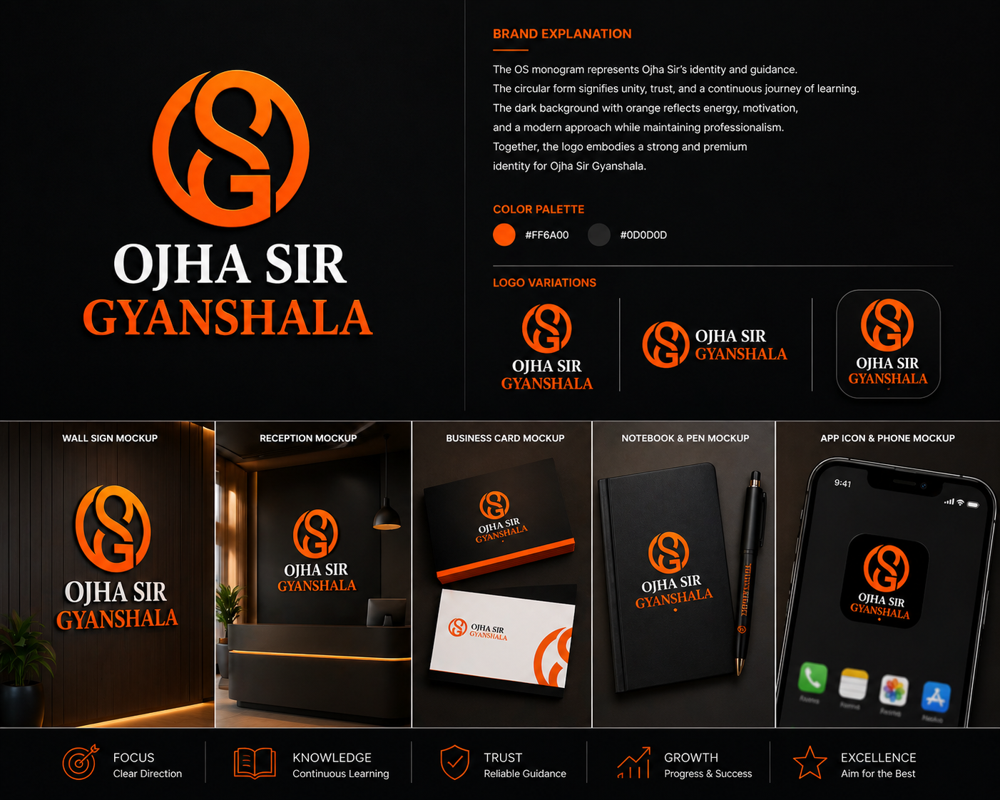 OJHA SIR
GYANSHALA
BRAND EXPLANATION
The OS monogram represents Ojha Sir's identity and guidance.
The circular form signifies unity, trust, and a continuous journey of learning.
The dark background with orange reflects energy, motivation,
and a modern approach while maintaining professionalism.
Together, the logo embodies a strong and premium
identity for Ojha Sir Gyanshala.
COLOR PALETTE
#FF6A00
#0D0D0D
LOGO VARIATIONS
OJHA SIR
GYANSHALA
OJHA SIR
GYANSHALA
OJHA SIR
GYANSHALA
WALL SIGN MOCKUP
OJHA SIR
GYANSHALA
RECEPTION MOCKUP
OJHA SIR
GYANSHALA
BUSINESS CARD MOCKUP
OJHA SIR
GYANSHALA
OJHA SIR
GYANSHALA
NOTEBOOK & PEN MOCKUP
OJHA SIR
GYANSHALA
APP ICON & PHONE MOCKUP
9:41
OJHA SIR
GYANSHALA
FOCUS
Clear Direction
KNOWLEDGE
Continuous Learning
TRUST
Reliable Guidance
GROWTH
Progress & Success
EXCELLENCE
Aim for the Best